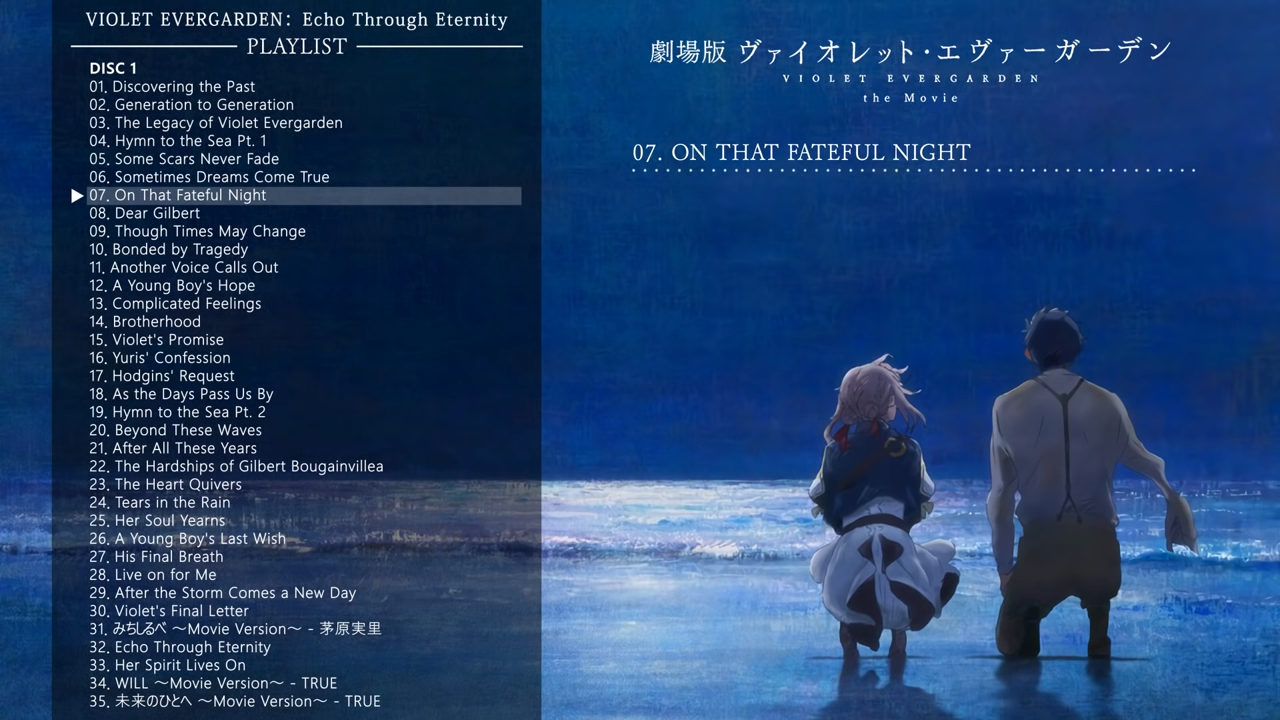 VIOLET EVERGARDEN: Echo Through Eternity
PLAYLIST
DISC 1
01. Discovering the Past
02. Generation to Generation
03. The Legacy of Violet Evergarden
04. Hymn to the Sea Pt. 1
05. Some Scars Never Fade
06. Sometimes Dreams Come True
07. On That Fateful Night
08. Dear Gilbert
09. Though Times May Change
10. Bonded by Tragedy
11. Another Voice Calls Out
12. A Young Boy's Hope
13. Complicated Feelings
14. Brotherhood
15. Violet's Promise
16. Yuris' Confession
17. Hodgins' Request
18. As the Days Pass Us By
19. Hymn to the Sea Pt. 2
20. Beyond These Waves
21. After All These Years
22. The Hardships of Gilbert Bougainvillea
23. The Heart Quivers
24. Tears in the Rain
25. Her Soul Yearns
26. A Young Boy's Last Wish
27. His Final Breath
28. Live on for Me
29. After the Storm Comes a New Day
30. Violet's Final Letter
31. みちしるべ ～Movie Version～ - 茅原実里
32. Echo Through Eternity
33. Her Spirit Lives On
34. WILL ～Movie Version～ - TRUE
35. 未来のひとへ ～Movie Version～ - TRUE
劇場版 ヴァイオレット・エヴァーガーデン
VIOLET EVERGARDEN
the Movie
07. ON THAT FATEFUL NIGHT